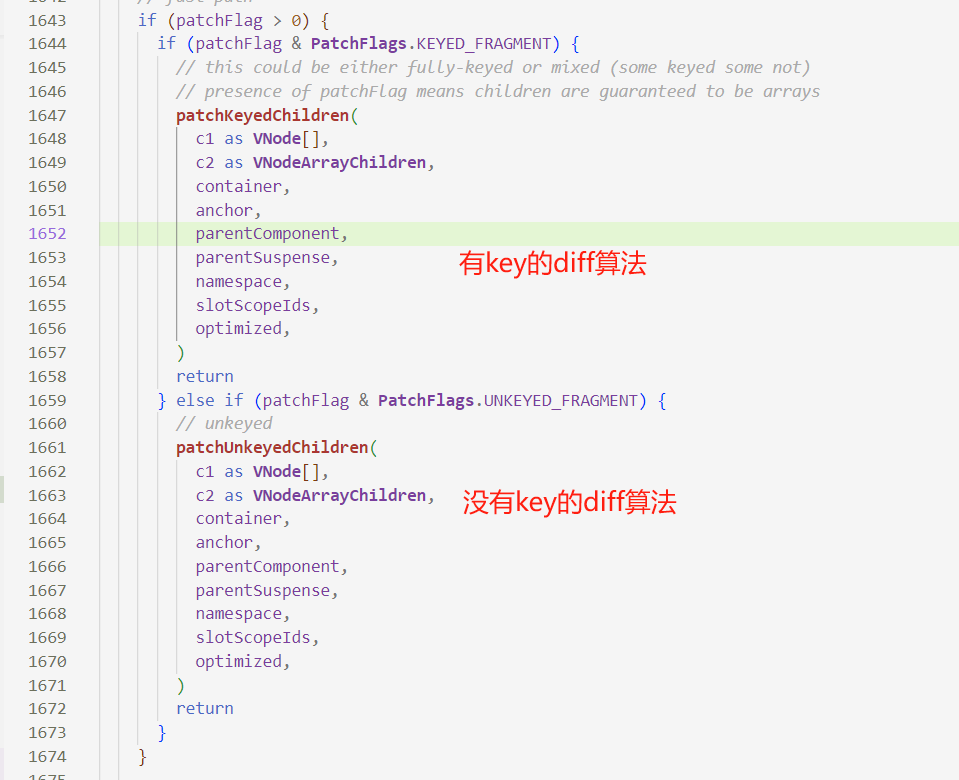 // fast path
1643 if (patchFlag > 0) {
1644 if (patchFlag & PatchFlags.KEYED_FRAGMENT) {
1645 // this could be either fully-keyed or mixed (some keyed some not)
1646 // presence of patchFlag means children are guaranteed to be arrays
1647 patchKeyedChildren(
1648 c1 as VNode[],
1649 c2 as VNodeArrayChildren,
1650 container,
1651 anchor,
1652 parentComponent,
1653 parentSuspense,
有key的diff算法
1654 namespace,
1655 slotScopeIds,
1656 optimized,
1657 )
1658 return
1659 } else if (patchFlag & PatchFlags.UNKEYED_FRAGMENT) {
1660 // unkeyed
1661 patchUnkeyedChildren(
1662 c1 as VNode[],
1663 c2 as VNodeArrayChildren,
没有key的diff算法
1664 container,
1665 anchor,
1666 parentComponent,
1667 parentSuspense,
1668 namespace,
1669 slotScopeIds,
1670 optimized,
1671 )
1672 return
1673 }
1674 }